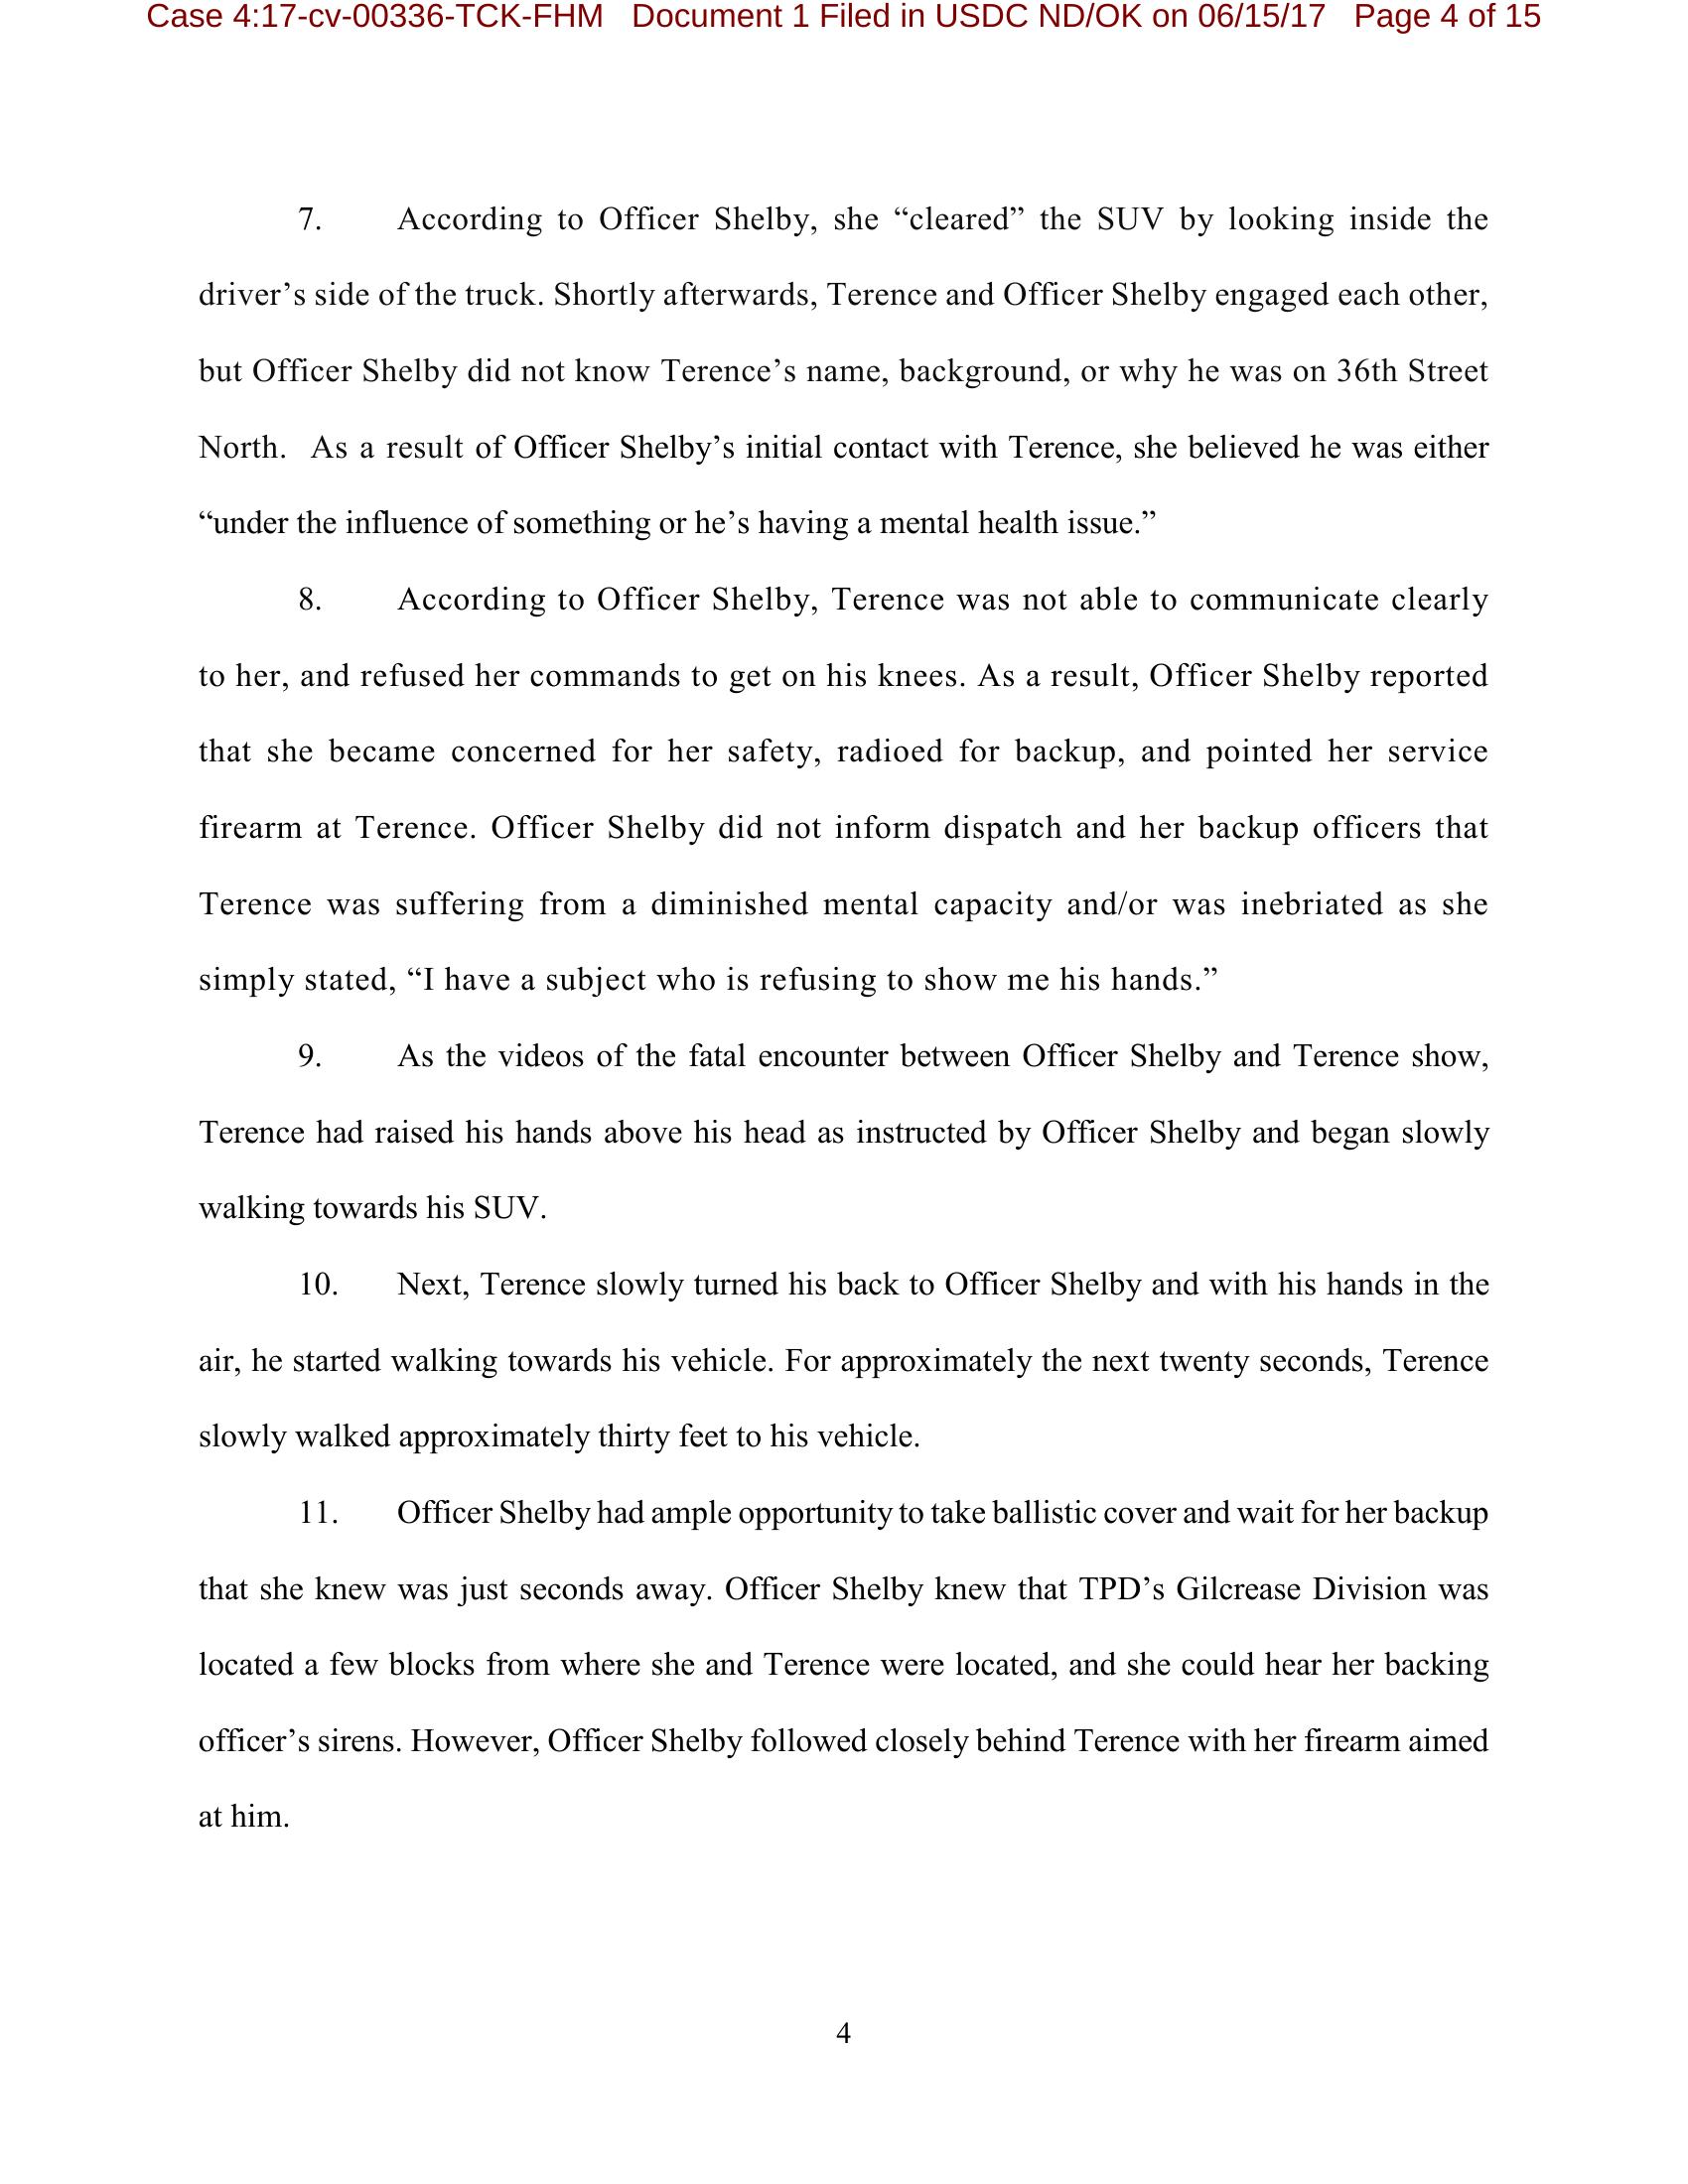 Case 4:17-cv-00336-TCK-FHM Document 1 Filed in USDC ND/OK on 06/15/17 Page 4 of 15
7. According to Officer Shelby, she “cleared” the SUV by looking inside the
driver’s side of the truck. Shortly afterwards, Terence and Officer Shelby engaged each other,
but Officer Shelby did not know Terence’s name, background, or why he was on 36th Street
North. As a result of Officer Shelby’s initial contact with Terence, she believed he was either
“under the influence of something or he’s having a mental health issue.”
8. According to Officer Shelby, Terence was not able to communicate clearly
to her, and refused her commands to get on his knees. As a result, Officer Shelby reported
that she became concerned for her safety, radioed for backup, and pointed her service
firearm at Terence. Officer Shelby did not inform dispatch and her backup officers that
Terence was suffering from a diminished mental capacity and/or was inebriated as she
simply stated, “I have a subject who is refusing to show me his hands.”
9. As the videos of the fatal encounter between Officer Shelby and Terence show,
Terence had raised his hands above his head as instructed by Officer Shelby and began slowly
walking towards his SUV.
10. Next, Terence slowly turned his back to Officer Shelby and with his hands in the
air, he started walking towards his vehicle. For approximately the next twenty seconds, Terence
slowly walked approximately thirty feet to his vehicle.
11. Officer Shelby had ample opportunity to take ballistic cover and wait for her backup
that she knew was just seconds away. Officer Shelby knew that TPD’s Gilcrease Division was
located a few blocks from where she and Terence were located, and she could hear her backing
officer’s sirens. However, Officer Shelby followed closely behind Terence with her firearm aimed
at him.
4